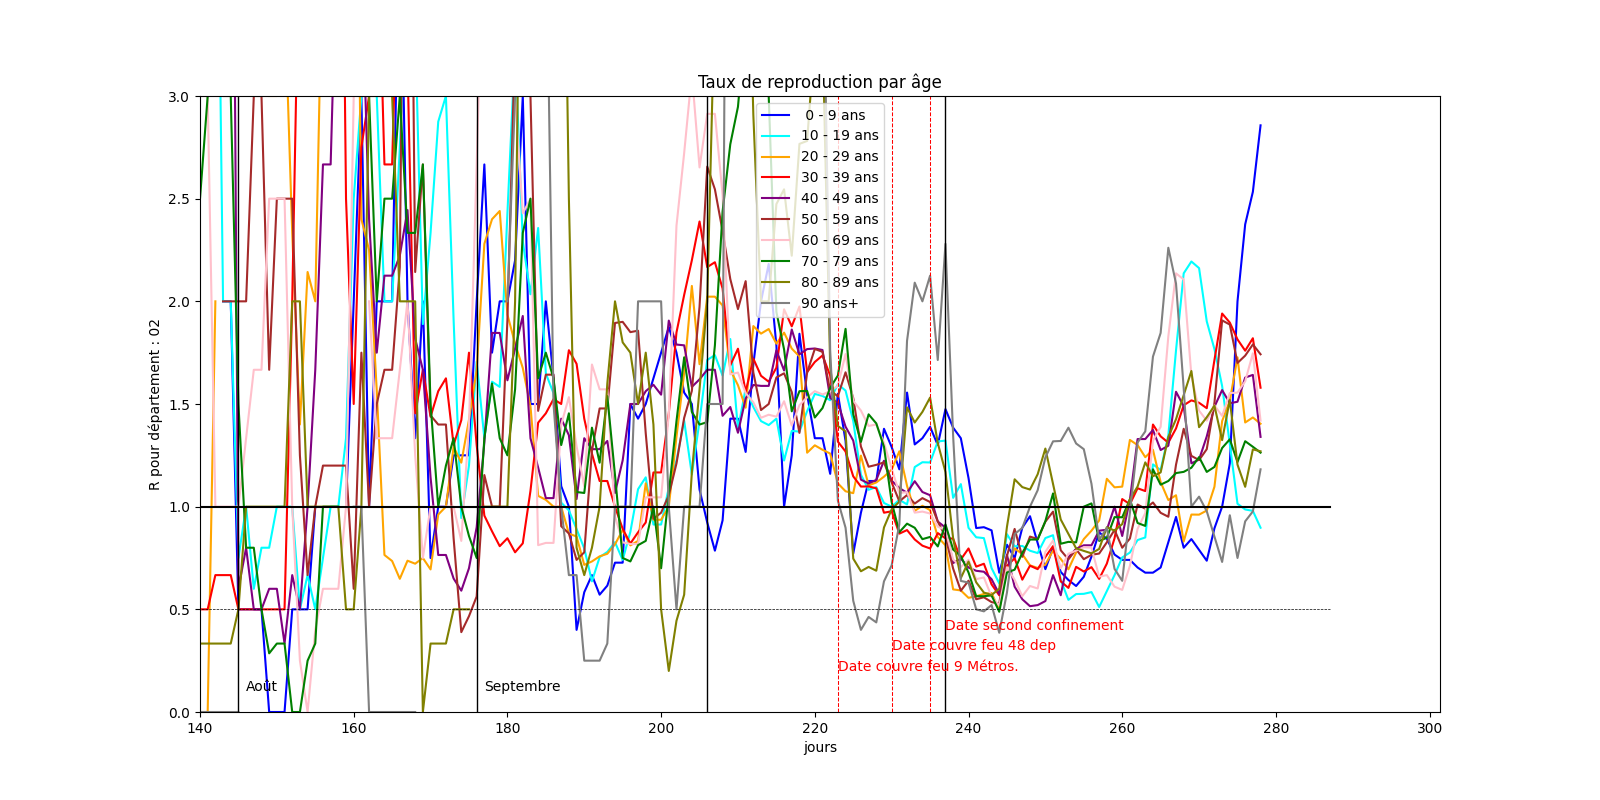 Taux de reproduction par âge
R pour département : 02
3.0
2.5
2.0
1.5
1.0
0.5
0.0
0 - 9 ans
10 - 19 ans
20 - 29 ans
30 - 39 ans
40 - 49 ans
50 - 59 ans
60 - 69 ans
70 - 79 ans
80 - 89 ans
90 ans+
Date second confinement
Date couvre feu 48 dep
Date couvre feu 9 Métros.
Août
Septembre
140 160 180 200 220 240 260 280 300
jours